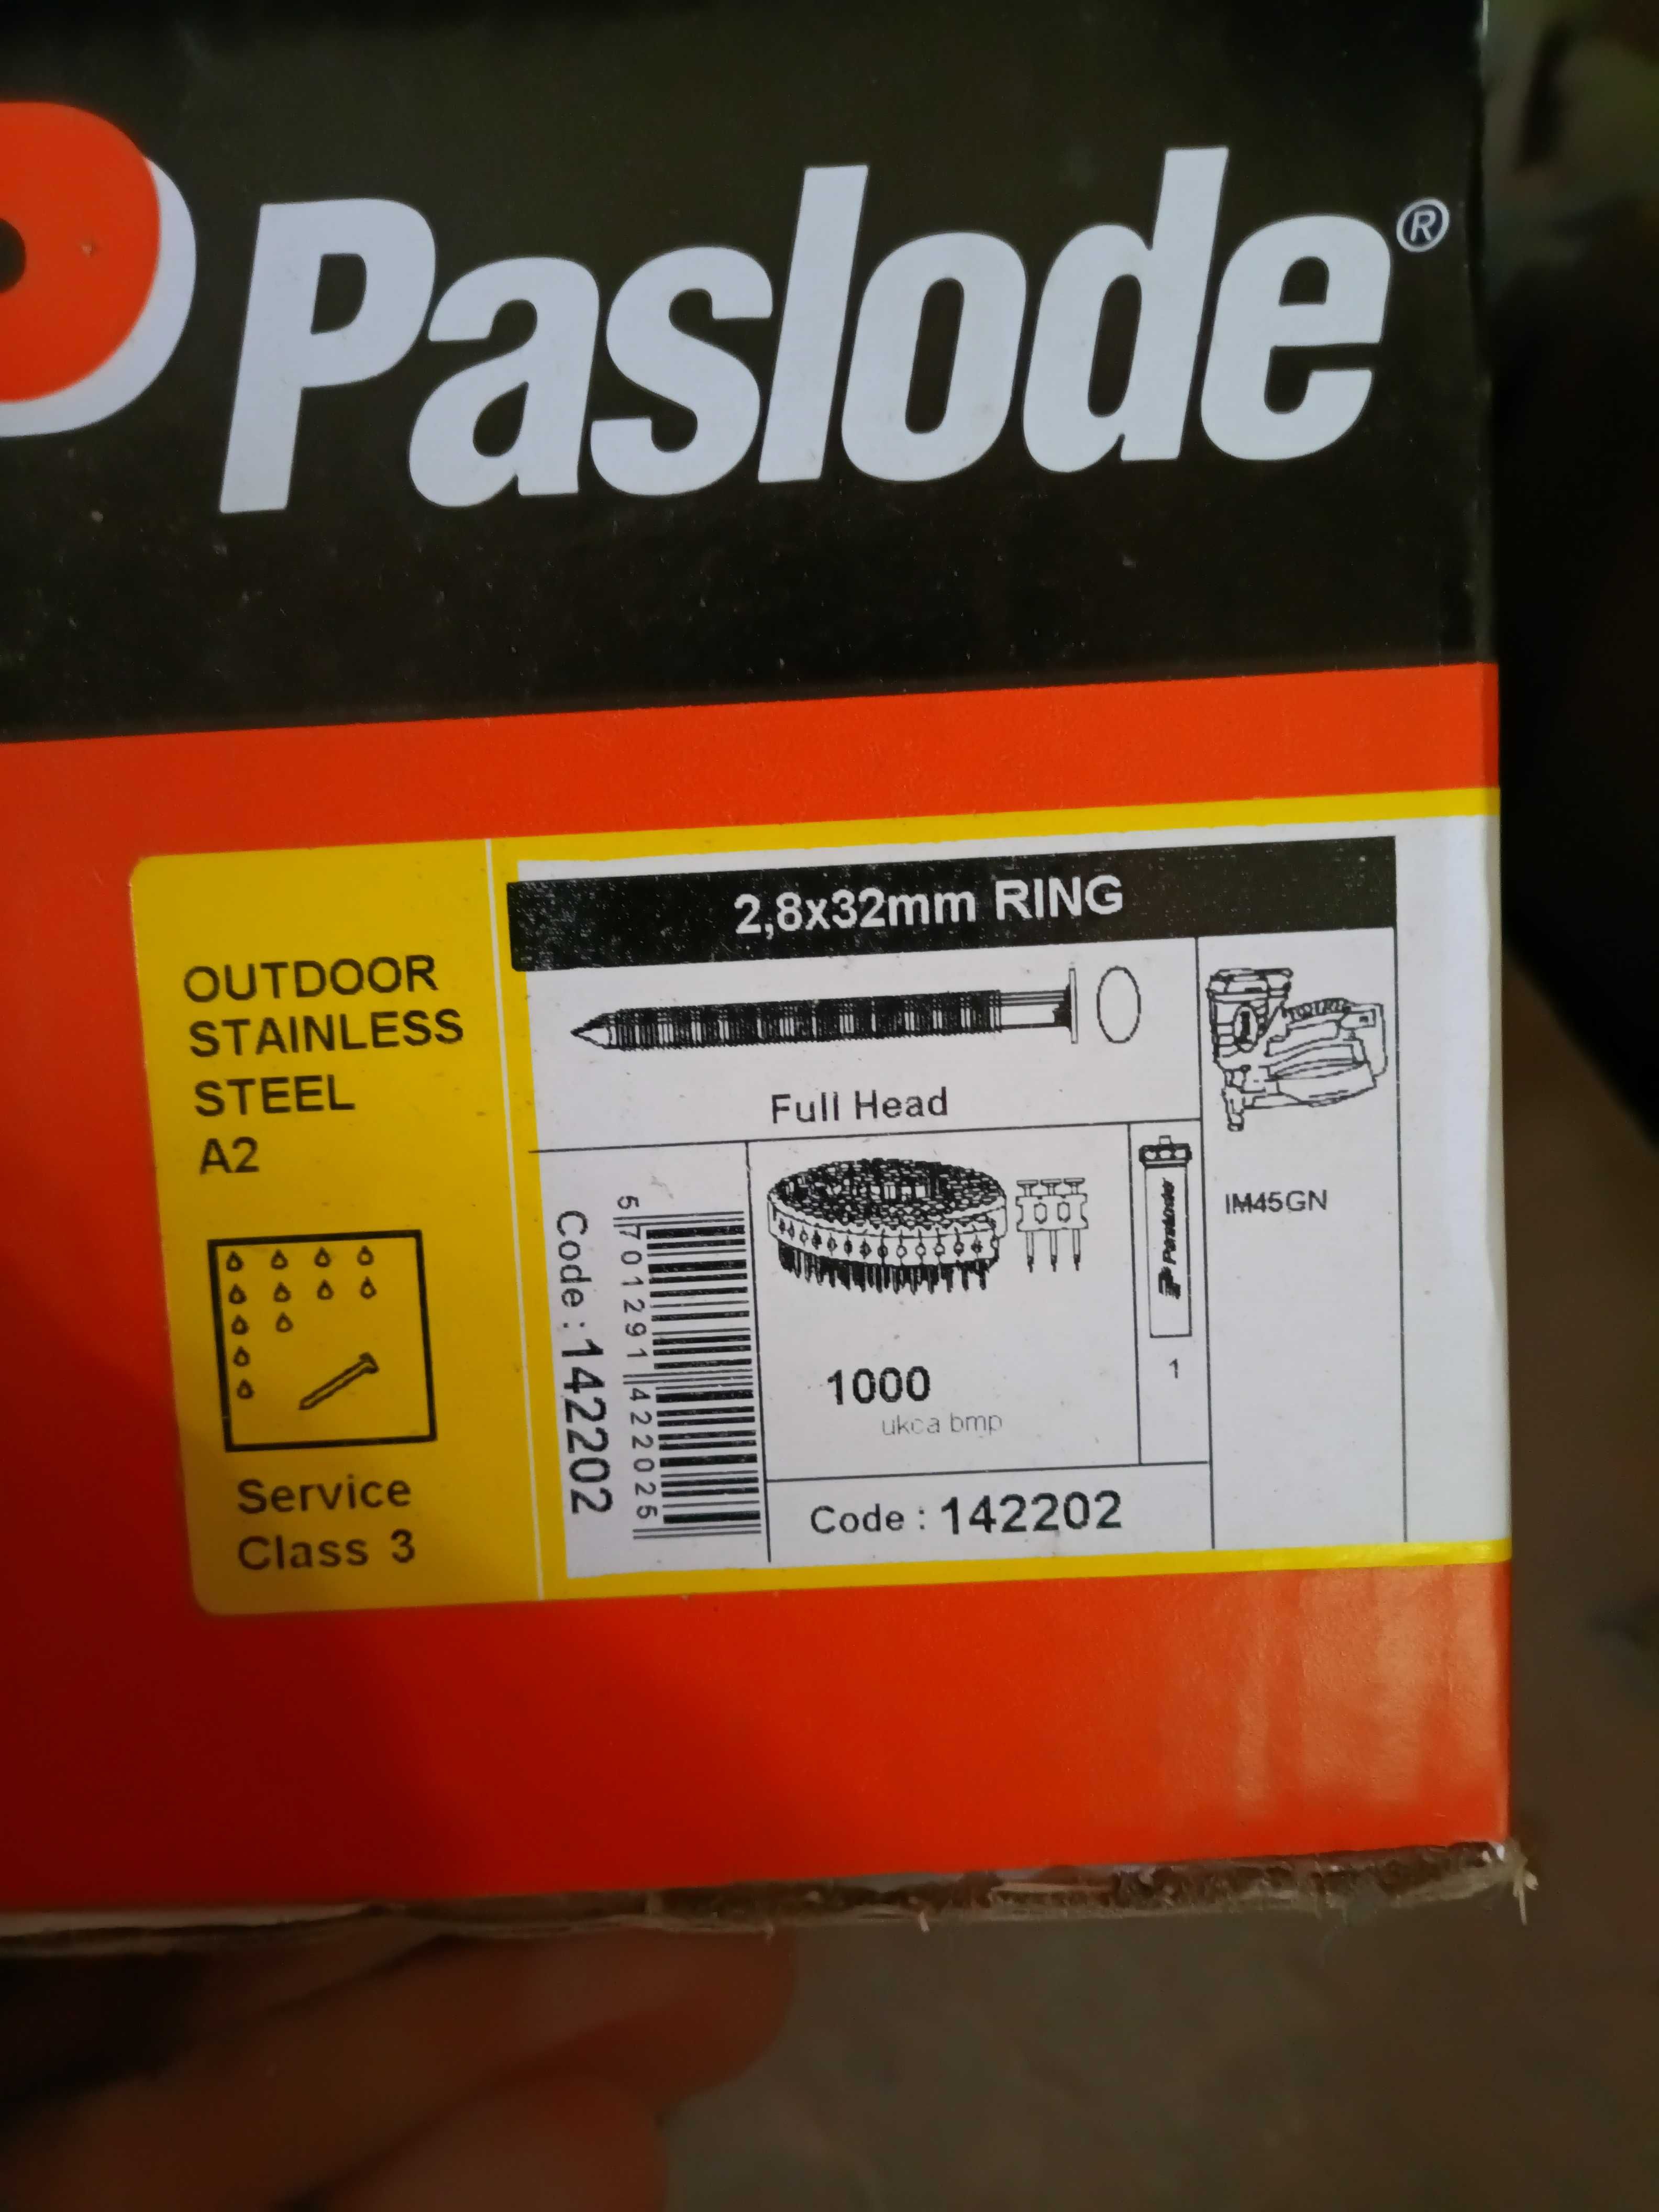 Paslode®
OUTDOOR
STAINLESS
STEEL
A2
Service
Class 3
2,8x32mm RING
Full Head
IM45GN
Code : 142202
5 701291 422025
1000
ukca bmp
Paslode
1
Code : 142202